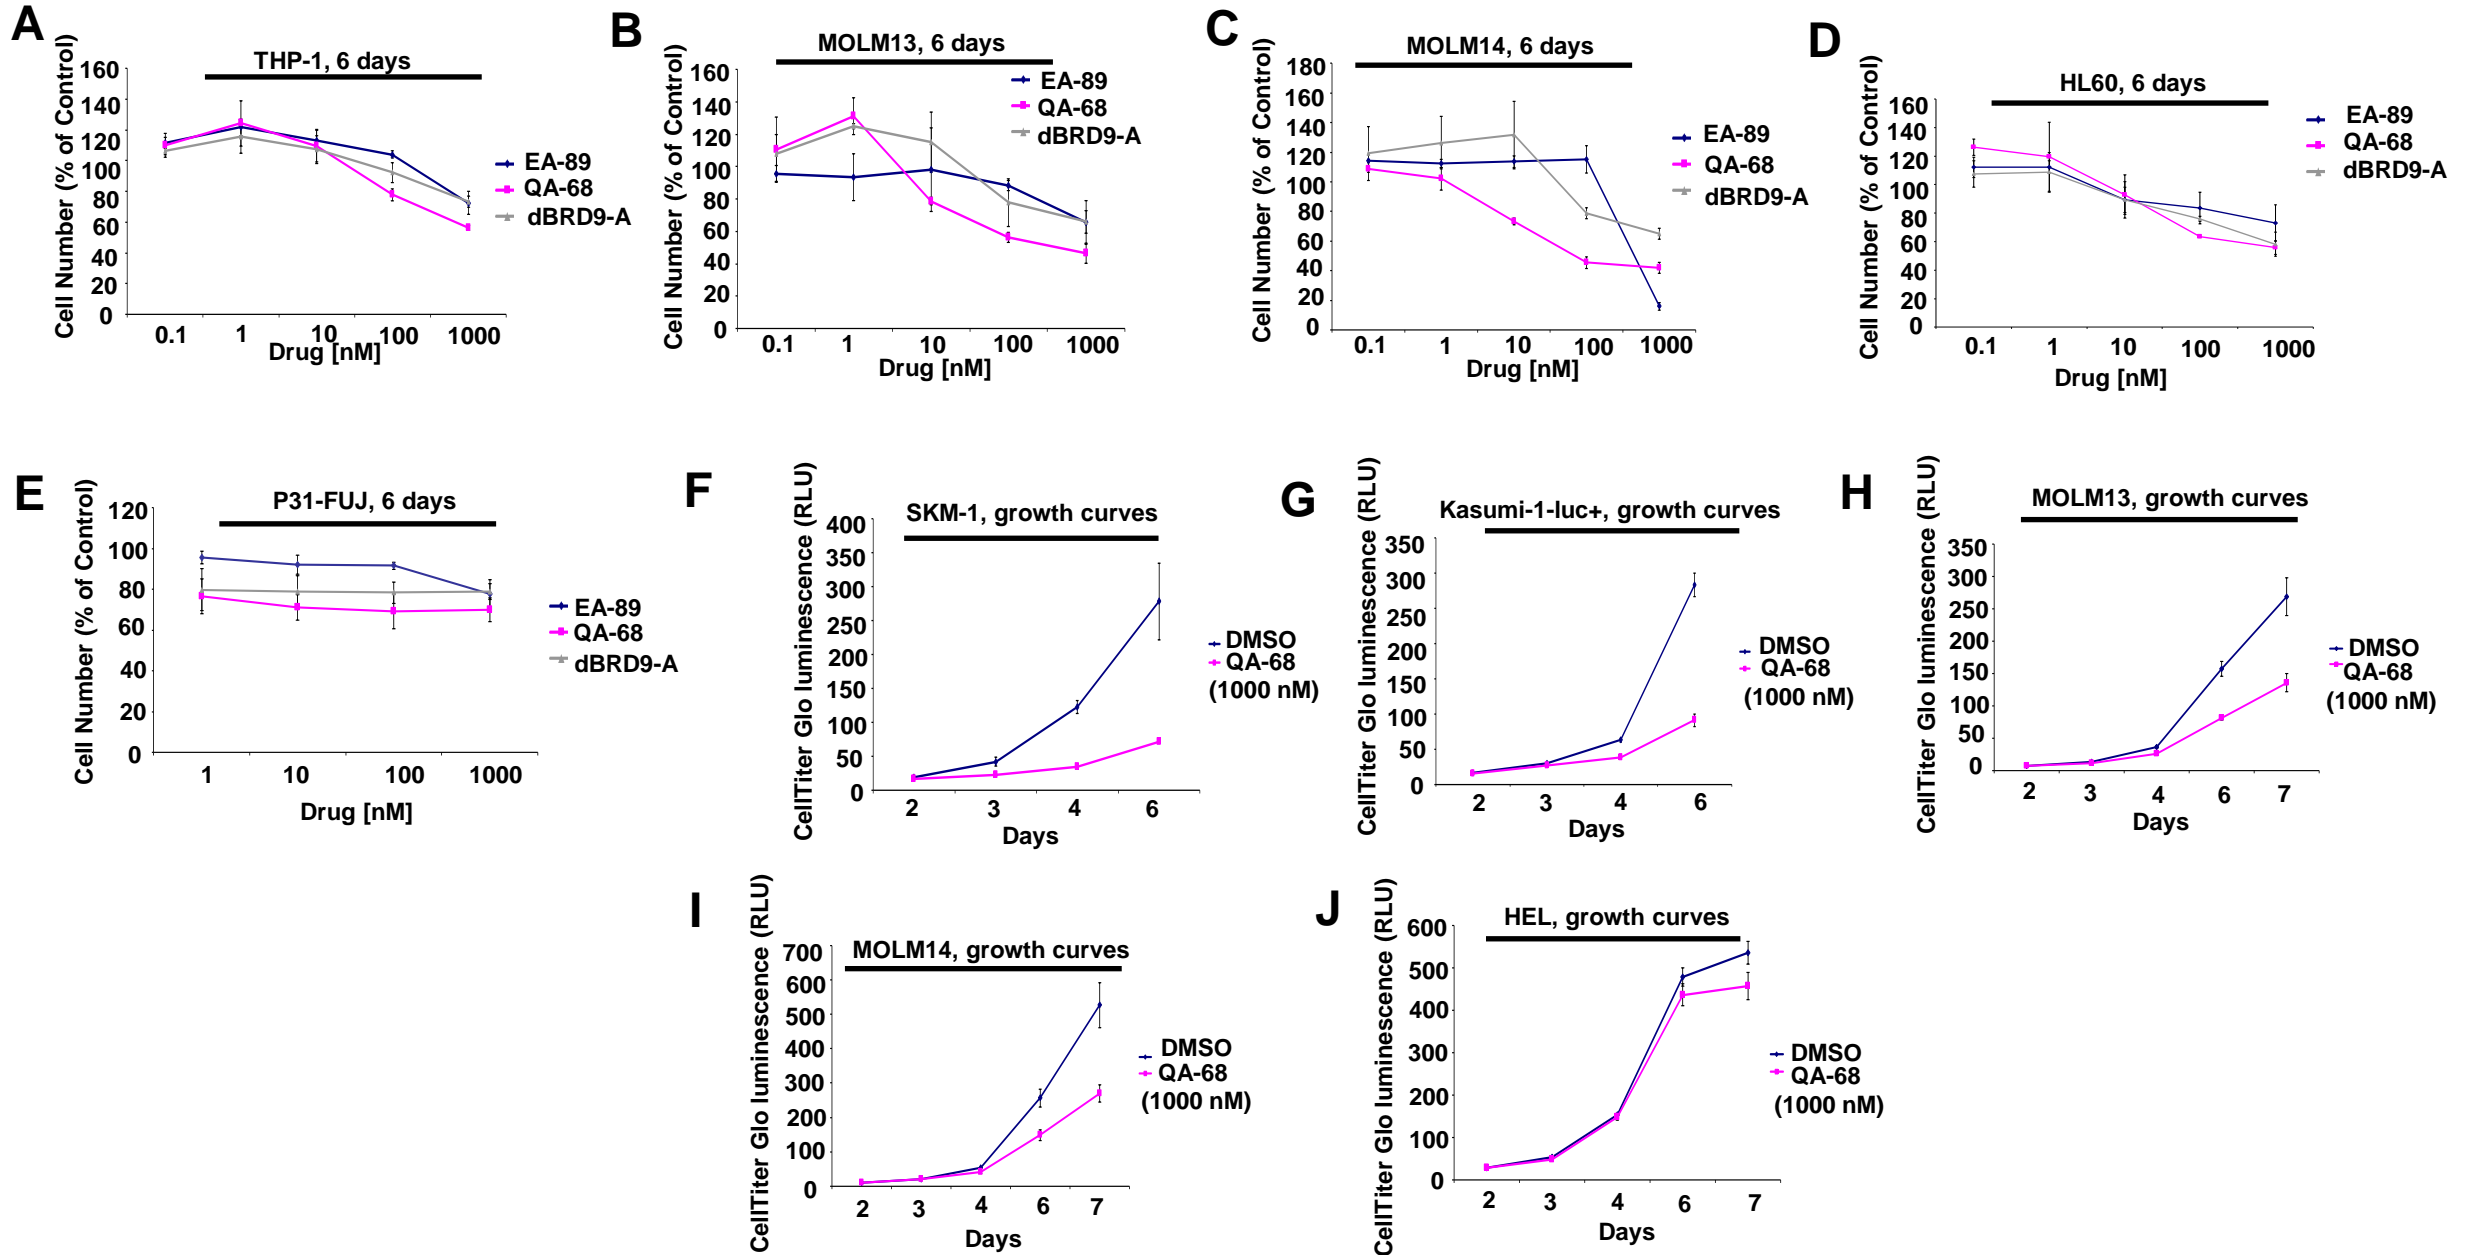 A
THP-1, 6 days
Cell Number (% of Control)
160
140
120
100
80
60
40
20
0
0.1 1 10 100 1000
Drug [nM]
EA-89
QA-68
dBRD9-A
B
MOLM13, 6 days
Cell Number (% of Control)
160
140
120
100
80
60
40
20
0
0.1 1 10 100 1000
Drug [nM]
EA-89
QA-68
dBRD9-A
C
MOLM14, 6 days
Cell Number (% of Control)
180
160
140
120
100
80
60
40
20
0
0.1 1 10 100 1000
Drug [nM]
EA-89
QA-68
dBRD9-A
D
HL60, 6 days
Cell Number (% of Control)
160
140
120
100
80
60
40
20
0
0.1 1 10 100 1000
Drug [nM]
EA-89
QA-68
dBRD9-A
E
P31-FUJ, 6 days
Cell Number (% of Control)
120
100
80
60
40
20
0
1 10 100 1000
Drug [nM]
EA-89
QA-68
dBRD9-A
F
SKM-1, growth curves
CellTiter Glo luminescence (RLU)
400
350
300
250
200
150
100
50
0
2 3 4 6
Days
DMSO
QA-68
(1000 nM)
G
Kasumi-1-luc+, growth curves
CellTiter Glo luminescence (RLU)
350
300
250
200
150
100
50
0
2 3 4 6
Days
DMSO
QA-68
(1000 nM)
H
MOLM13, growth curves
CellTiter Glo luminescence (RLU)
350
300
250
200
150
100
50
0
2 3 4 6 7
Days
DMSO
QA-68
(1000 nM)
I
MOLM14, growth curves
CellTiter Glo luminescence (RLU)
700
600
500
400
300
200
100
0
2 3 4 6 7
Days
DMSO
QA-68
(1000 nM)
J
HEL, growth curves
CellTiter Glo luminescence (RLU)
600
500
400
300
200
100
0
2 3 4 6 7
Days
DMSO
QA-68
(1000 nM)